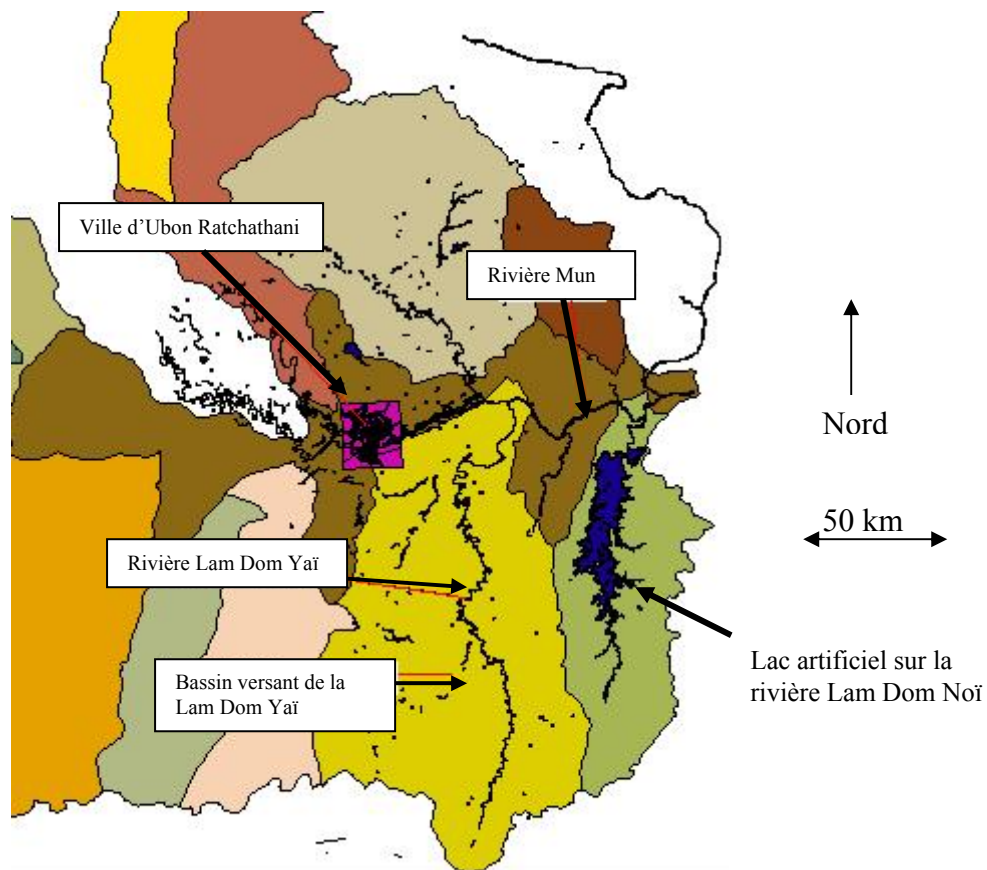 Ville d'Ubon Ratchathani
Rivière Mun
Nord
50 km
Rivière Lam Dom Yaï
Bassin versant de la
Lam Dom Yaï
Lac artificiel sur la
rivière Lam Dom Noï